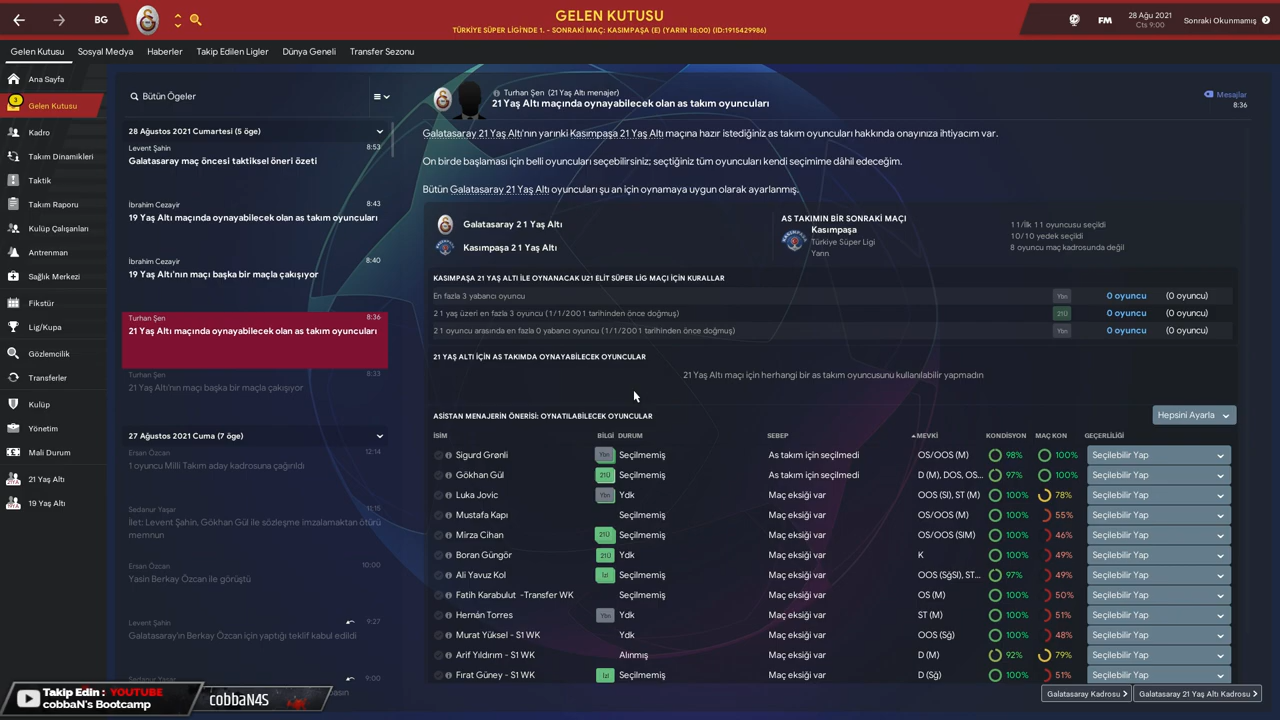 BG
GELEN KUTUSU
TÜRKİYE SÜPER LİGİ'NDE 1. - SONRAKİ MAÇ: KASIMPAŞA (E) (YARIN 18:00) (ID:1915429986)
FM
28 Ağu 2021
Cts 9:00
Sonraki Okunmamış
Gelen Kutusu Sosyal Medya Haberler Takip Edilen Ligler Dünya Geneli Transfer Sezonu
Ana Sayfa
3
Gelen Kutusu
Kadro
Takım Dinamikleri
Taktik
Takım Raporu
Kulüp Çalışanları
Antrenman
Sağlık Merkezi
Fikstür
Lig/Kupa
Gözlemcilik
Transferler
Kulüp
Yönetim
Mali Durum
21 Yaş Altı
19 Yaş Altı
Bütün Ögeler
28 Ağustos 2021 Cumartesi (5 öge)
Levent Şahin 8:53
Galatasaray maç öncesi taktiksel öneri özeti
İbrahim Cezayir 8:43
19 Yaş Altı maçında oynayabilecek olan as takım oyuncuları
İbrahim Cezayir 8:40
19 Yaş Altı'nın maçı başka bir maçla çakışıyor
Turhan Şen 8:36
21 Yaş Altı maçında oynayabilecek olan as takım oyuncuları
Turhan Şen 8:33
21 Yaş Altı'nın maçı başka bir maçla çakışıyor
27 Ağustos 2021 Cuma (7 öge)
Ersan Özcan 12:14
1 oyuncu Milli Takım aday kadrosuna çağırıldı
Sedanur Yaşar 11:15
İlet: Levent Şahin, Gökhan Gül ile sözleşme imzalamaktan ötürü
memnun
Ersan Özcan 10:00
Yasin Berkay Özcan ile görüştü
Levent Şahin 9:27
Galatasaray'ın Berkay Özcan için yaptığı teklif kabul edildi
Sedanur Yaşar 9:00
Turhan Şen (21 Yaş Altı menajer)
21 Yaş Altı maçında oynayabilecek olan as takım oyuncuları
Mesajlar
8:36
Galatasaray 21 Yaş Altı'nın yarınki Kasımpaşa 21 Yaş Altı maçına hazır istediğiniz as takım oyuncuları hakkında onayınıza ihtiyacım var.
On birde başlaması için belli oyuncuları seçebilirsiniz; seçtiğiniz tüm oyuncuları kendi seçimime dâhil edeceğim.
Bütün Galatasaray 21 Yaş Altı oyuncuları şu an için oynamaya uygun olarak ayarlanmış.
Galatasaray 21 Yaş Altı
Kasımpaşa 21 Yaş Altı
AS TAKIMIN BİR SONRAKİ MAÇI
Kasımpaşa
Türkiye Süper Ligi
Yarın
11/İlk 11 oyuncusu seçildi
10/10 yedek seçildi
8 oyuncu maç kadrosunda değil
KASIMPAŞA 21 YAŞ ALTI İLE OYNANACAK U21 ELİT SÜPER LİG MAÇI İÇİN KURALLAR
En fazla 3 yabancı oyuncu Ybn 0 oyuncu (0 oyuncu)
21 yaş üzeri en fazla 3 oyuncu (1/1/2001 tarihinden önce doğmuş) 21Ü 0 oyuncu (0 oyuncu)
21 oyuncu arasında en fazla 0 yabancı oyuncu (1/1/2001 tarihinden önce doğmuş) Ybn 0 oyuncu (0 oyuncu)
21 YAŞ ALTI İÇİN AS TAKIMDA OYNAYABİLECEK OYUNCULAR
21 Yaş Altı maçı için herhangi bir as takım oyuncusunu kullanılabilir yapmadın
ASİSTAN MENAJERİN ÖNERİSİ: OYNATILABİLECEK OYUNCULAR
Hepsini Ayarla
İSİM BİLGİ DURUM SEBEP MEVKİ KONDİSYON MAÇ KON GEÇERLİLİĞİ
Sigurd Grønli Ybn Seçilmemiş As takım için seçilmedi OS/OOS (M) 98% 100% Seçilebilir Yap
Gökhan Gül 21Ü Seçilmemiş As takım için seçilmedi D (M), DOS, OS... 97% 100% Seçilebilir Yap
Luka Jovic Ybn Ydk Maç eksiği var OOS (Sl), ST (M) 100% 78% Seçilebilir Yap
Mustafa Kapı Seçilmemiş Maç eksiği var OS/OOS (M) 100% 55% Seçilebilir Yap
Mirza Cihan 21Ü Seçilmemiş Maç eksiği var OS/OOS (SlM) 100% 46% Seçilebilir Yap
Boran Güngör 21Ü Ydk Maç eksiği var K 100% 49% Seçilebilir Yap
Ali Yavuz Kol İzl Seçilmemiş Maç eksiği var OOS (SğSl), ST... 97% 49% Seçilebilir Yap
Fatih Karabulut -Transfer WK Seçilmemiş Maç eksiği var OS (M) 100% 50% Seçilebilir Yap
Hernán Torres Ybn Ydk Maç eksiği var ST (M) 100% 51% Seçilebilir Yap
Murat Yüksel - S1 WK Ydk Maç eksiği var OOS (Sğ) 100% 48% Seçilebilir Yap
Arif Yıldırım - S1 WK Alınmış Maç eksiği var D (M) 92% 79% Seçilebilir Yap
Fırat Güney - S1 WK İzl Seçilmemiş Maç eksiği var D (Sğ) 100% 51% Seçilebilir Yap
Galatasaray Kadrosu
Galatasaray 21 Yaş Altı Kadrosu
Takip Edin : YOUTUBE
cobbaN's Bootcamp
cobbaN4S